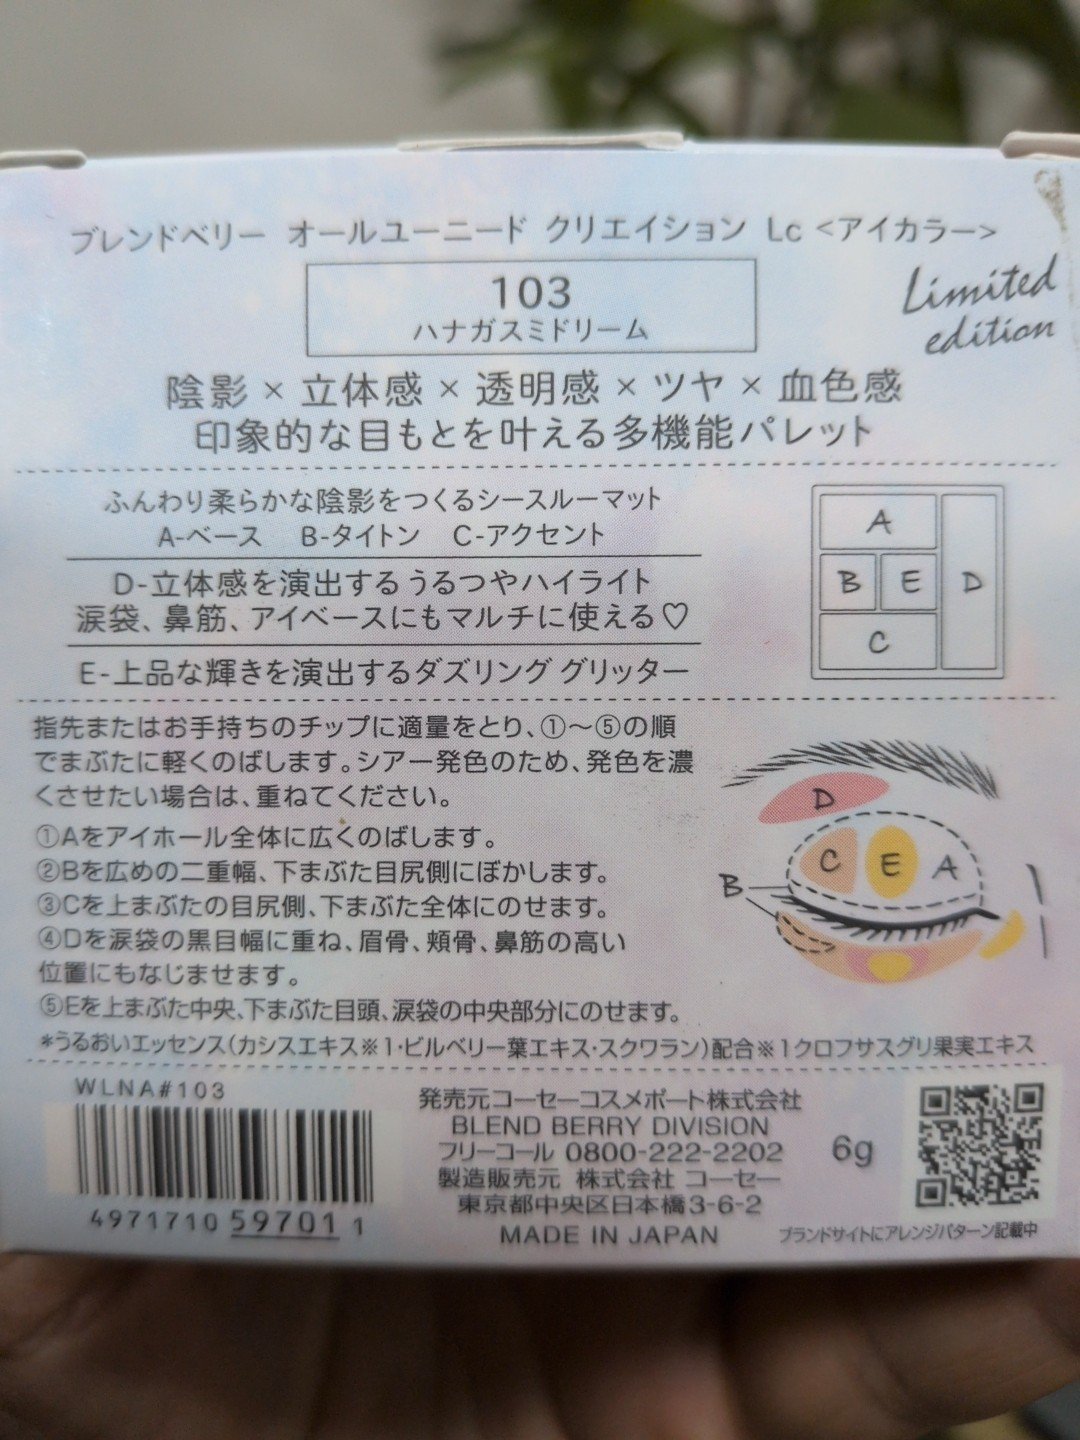 ブレンドベリー オールユーニード クリエイション Lc <アイカラー>
103
ハナガスミドリーム
Limited
edition
陰影×立体感×透明感×ツヤ×血色感
印象的な目もとを叶える多機能パレット
ふんわり柔らかな陰影をつくるシースルーマット
A-ベース B-タイトン C-アクセント
D-立体感を演出するうるつやハイライト
涙袋、鼻筋、アイベースにもマルチに使える♡
E-上品な輝きを演出するダズリング グリッター
A
B E D
C
指先またはお手持ちのチップに適量をとり、①～⑤の順
でまぶたに軽くのばします。シアー発色のため、発色を濃
くさせたい場合は、重ねてください。
①Aをアイホール全体に広くのばします。
②Bを広めの二重幅、下まぶた目尻側にぼかします。
③Cを上まぶたの目尻側、下まぶた全体にのせます。
④Dを涙袋の黒目幅に重ね、眉骨、頬骨、鼻筋の高い
位置にもなじませます。
⑤Eを上まぶた中央、下まぶた目頭、涙袋の中央部分にのせます。
D
C E A
B
*うるおいエッセンス(カシスエキス※1・ビルベリー葉エキス・スクワラン)配合※1クロフサスグリ果実エキス
WLNA#103
4971710 597011
発売元コーセーコスメポート株式会社
BLEND BERRY DIVISION
フリーコール 0800-222-2202
製造販売元 株式会社 コーセー
東京都中央区日本橋3-6-2
MADE IN JAPAN
6g
ブランドサイトにアレンジパターン記載中